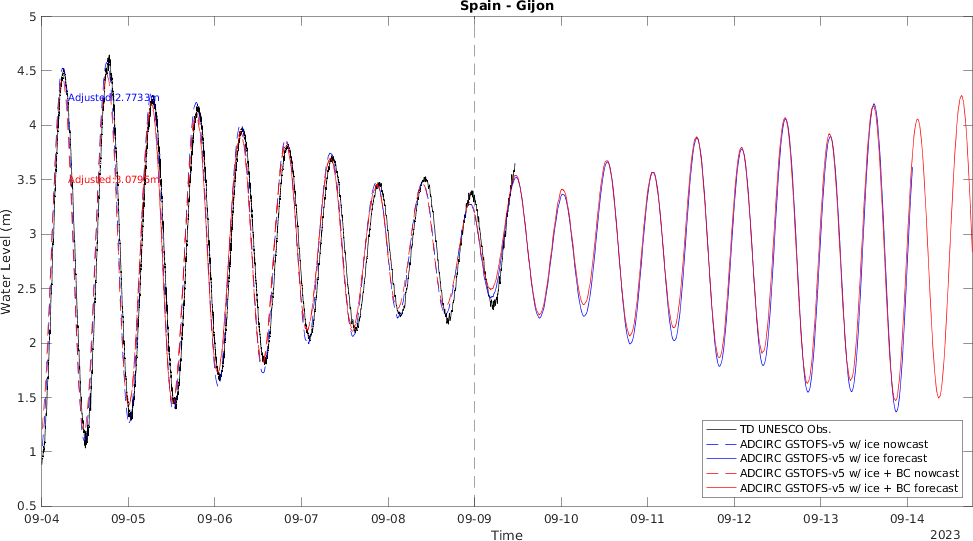 Spain - Gijon
5
4.5
4
3.5
3
2.5
2
1.5
1
0.5
Water Level (m)
Adjusted:2.7733m
Adjusted:3.0796m
TD UNESCO Obs.
ADCIRC GSTOFS-v5 w/ ice nowcast
ADCIRC GSTOFS-v5 w/ ice forecast
ADCIRC GSTOFS-v5 w/ ice + BC nowcast
ADCIRC GSTOFS-v5 w/ ice + BC forecast
09-04 09-05 09-06 09-07 09-08 09-09 09-10 09-11 09-12 09-13 09-14
Time
2023